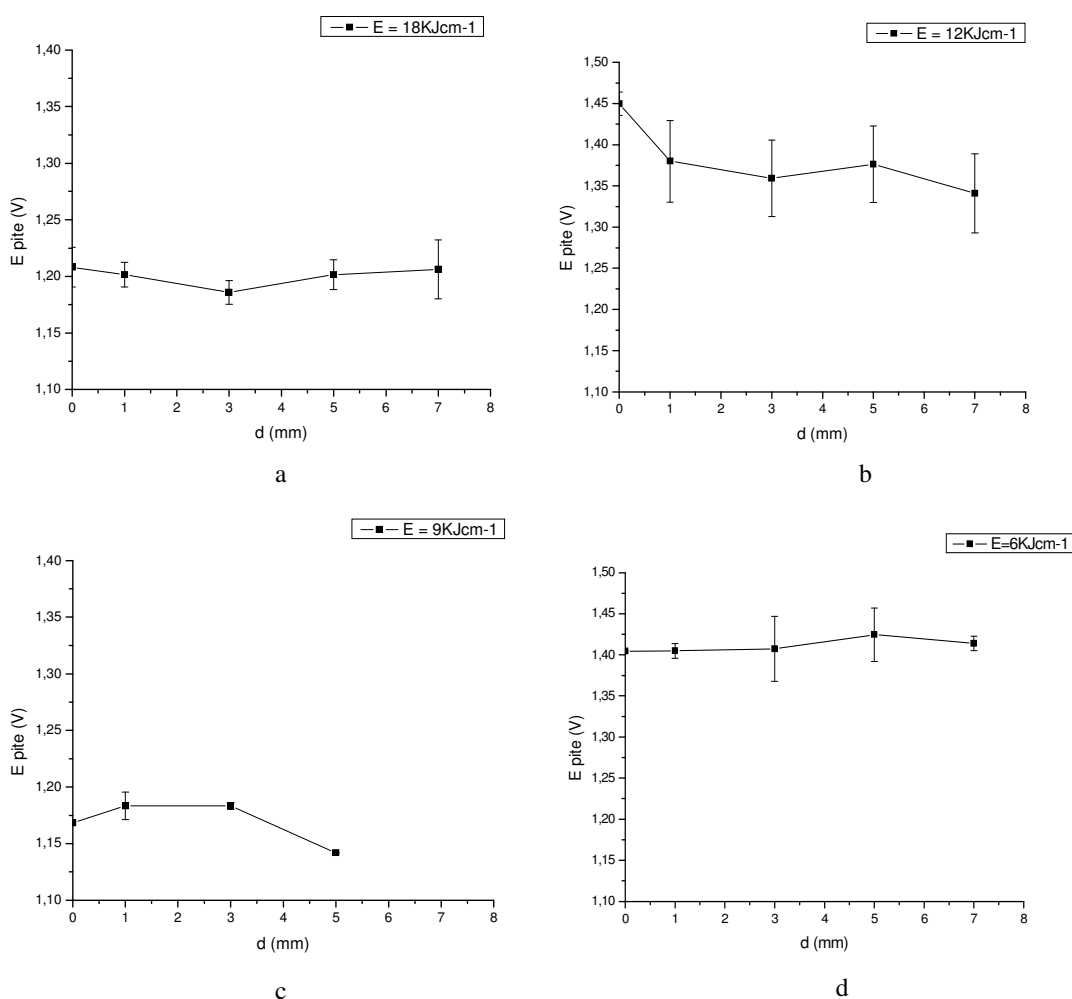 E = 18KJcm-1
1,40
1,35
1,30
1,25
1,20
1,15
1,10
E pite (V)
0 1 2 3 4 5 6 7 8
d (mm)
a
E = 12KJcm-1
1,50
1,45
1,40
1,35
1,30
1,25
1,20
1,15
1,10
E pite (V)
0 1 2 3 4 5 6 7 8
d (mm)
b
E = 9KJcm-1
1,40
1,35
1,30
1,25
1,20
1,15
1,10
E pite (V)
0 1 2 3 4 5 6 7 8
d (mm)
c
E=6KJcm-1
1,50
1,45
1,40
1,35
1,30
1,25
1,20
1,15
1,10
E pite (V)
0 1 2 3 4 5 6 7 8
d (mm)
d